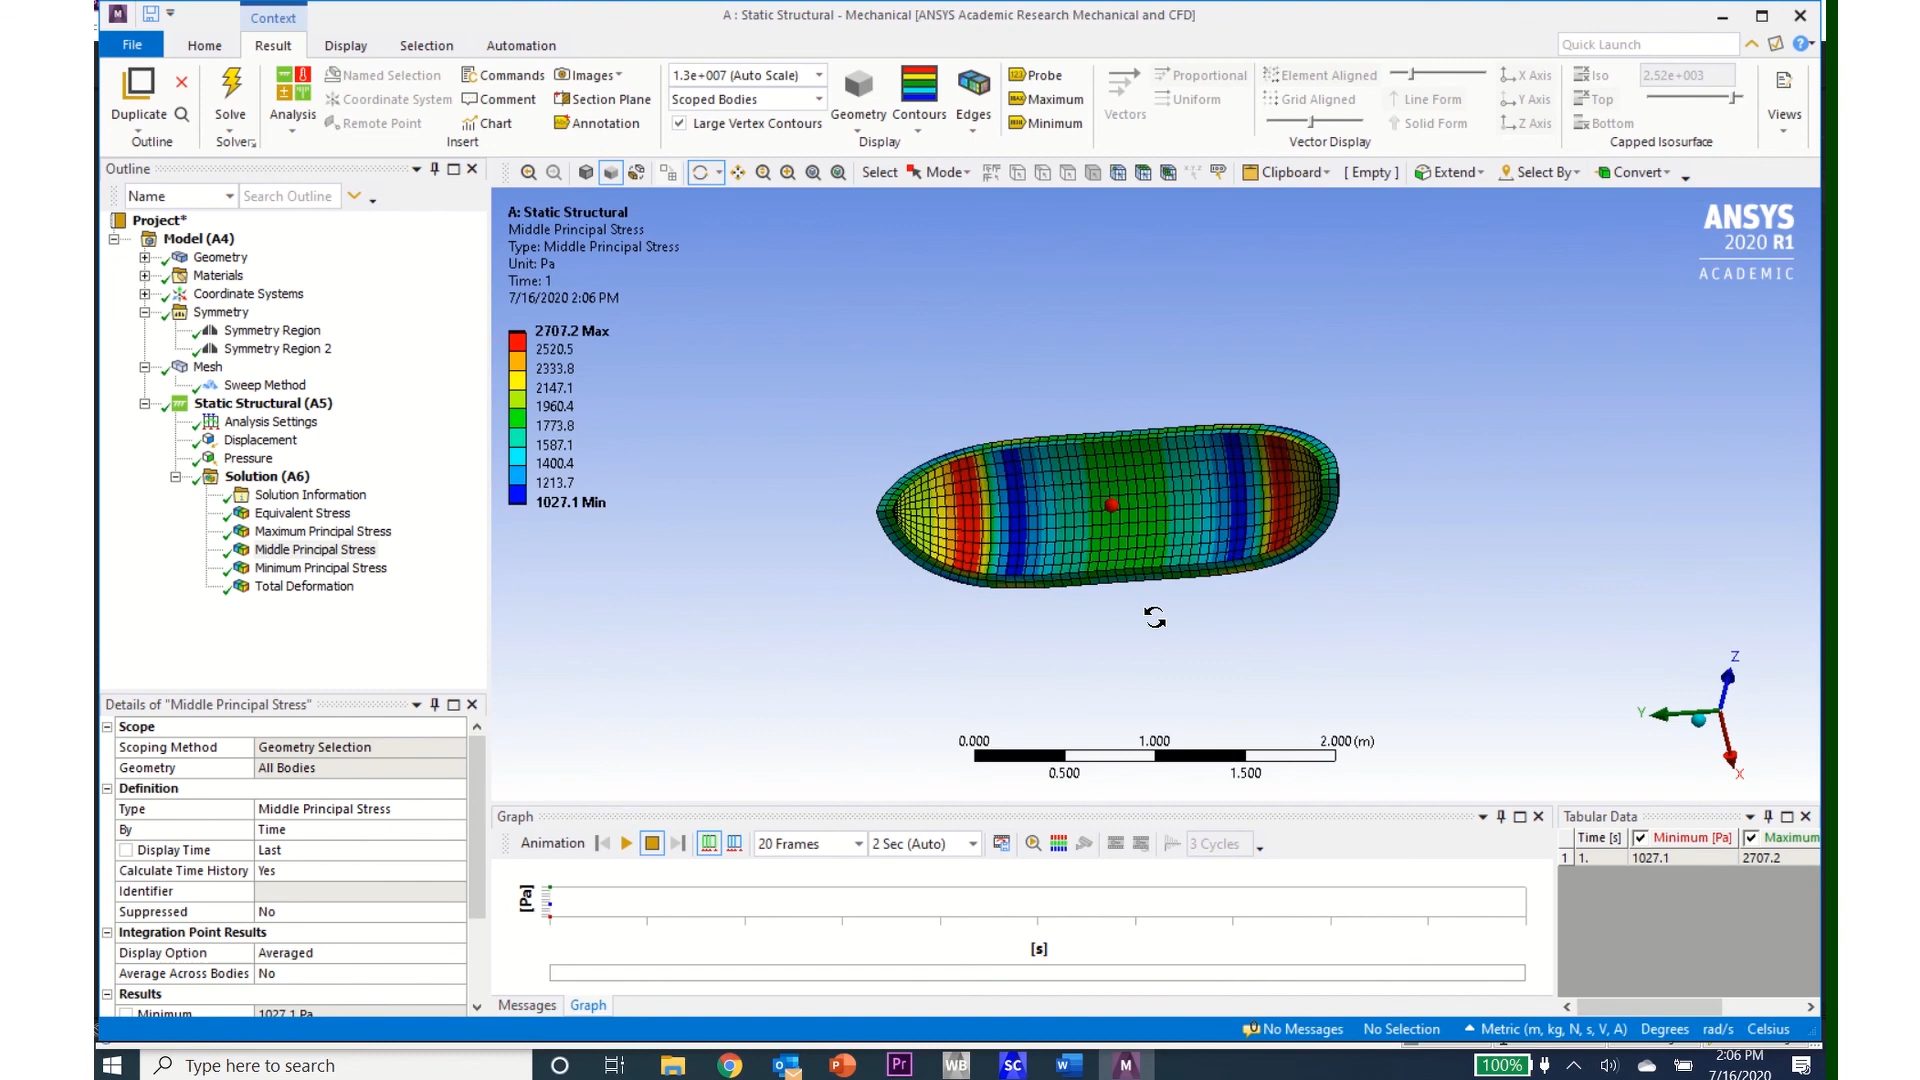 Context
A : Static Structural - Mechanical [ANSYS Academic Research Mechanical and CFD]
File Home Result Display Selection Automation
Quick Launch
Duplicate
Outline
Solve
Solver
Analysis
Named Selection
Coordinate System
Remote Point
Commands
Comment
Chart
Images
Section Plane
Annotation
Insert
1.3e+007 (Auto Scale)
Scoped Bodies
Large Vertex Contours
Geometry Contours Edges
Display
Probe
Maximum
Minimum
Vectors
Proportional
Uniform
Element Aligned
Grid Aligned
Line Form
Solid Form
X Axis
Y Axis
Z Axis
Vector Display
Iso
Top
Bottom
2.52e+003
Capped Isosurface
Views
Outline
Name Search Outline
Project*
Model (A4)
Geometry
Materials
Coordinate Systems
Symmetry
Symmetry Region
Symmetry Region 2
Mesh
Sweep Method
Static Structural (A5)
Analysis Settings
Displacement
Pressure
Solution (A6)
Solution Information
Equivalent Stress
Maximum Principal Stress
Middle Principal Stress
Minimum Principal Stress
Total Deformation
Select Mode Clipboard [ Empty ] Extend Select By Convert
A: Static Structural
Middle Principal Stress
Type: Middle Principal Stress
Unit: Pa
Time: 1
7/16/2020 2:06 PM
2707.2 Max
2520.5
2333.8
2147.1
1960.4
1773.8
1587.1
1400.4
1213.7
1027.1 Min
ANSYS
2020 R1
ACADEMIC
Z
Y
X
0.000 1.000 2.000 (m)
0.500 1.500
Details of "Middle Principal Stress"
Scope
Scoping Method Geometry Selection
Geometry All Bodies
Definition
Type Middle Principal Stress
By Time
Display Time Last
Calculate Time History Yes
Identifier
Suppressed No
Integration Point Results
Display Option Averaged
Average Across Bodies No
Results
Minimum 1027.1 Pa
Graph
Animation 20 Frames 2 Sec (Auto) 3 Cycles
[Pa]
[s]
Messages Graph
Tabular Data
Time [s] Minimum [Pa] Maximum
1 1. 1027.1 2707.2
No Messages No Selection Metric (m, kg, N, s, V, A) Degrees rad/s Celsius
Type here to search
Pr WB SC M
100%
2:06 PM
7/16/2020